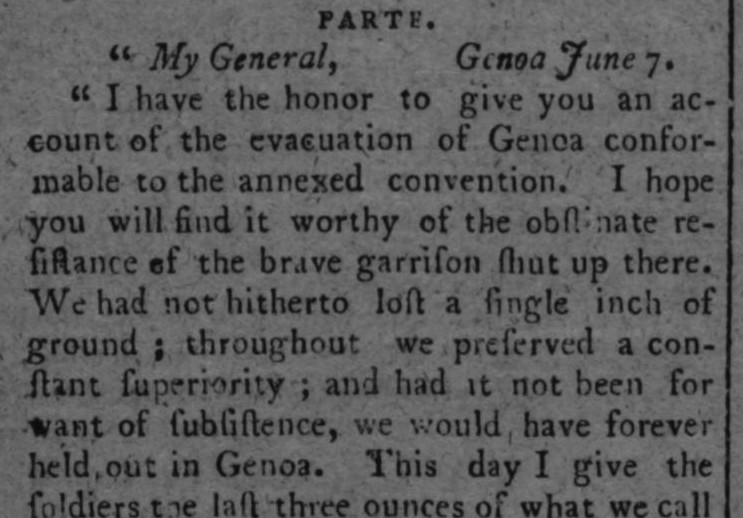 PARTE.
“ My General, Genoa June 7.
“ I have the honor to give you an ac-
count of the evacuation of Genoa confor-
mable to the annexed convention. I hope
you will find it worthy of the obſtinate re-
ſiſtance of the brave garriſon ſhut up there.
We had not hitherto loſt a ſingle inch of
ground ; throughout we preſerved a con-
ſtant ſuperiority ; and had it not been for
want of ſubſiſtence, we would have forever
held out in Genoa. This day I give the
ſoldiers the laſt three ounces of what we call